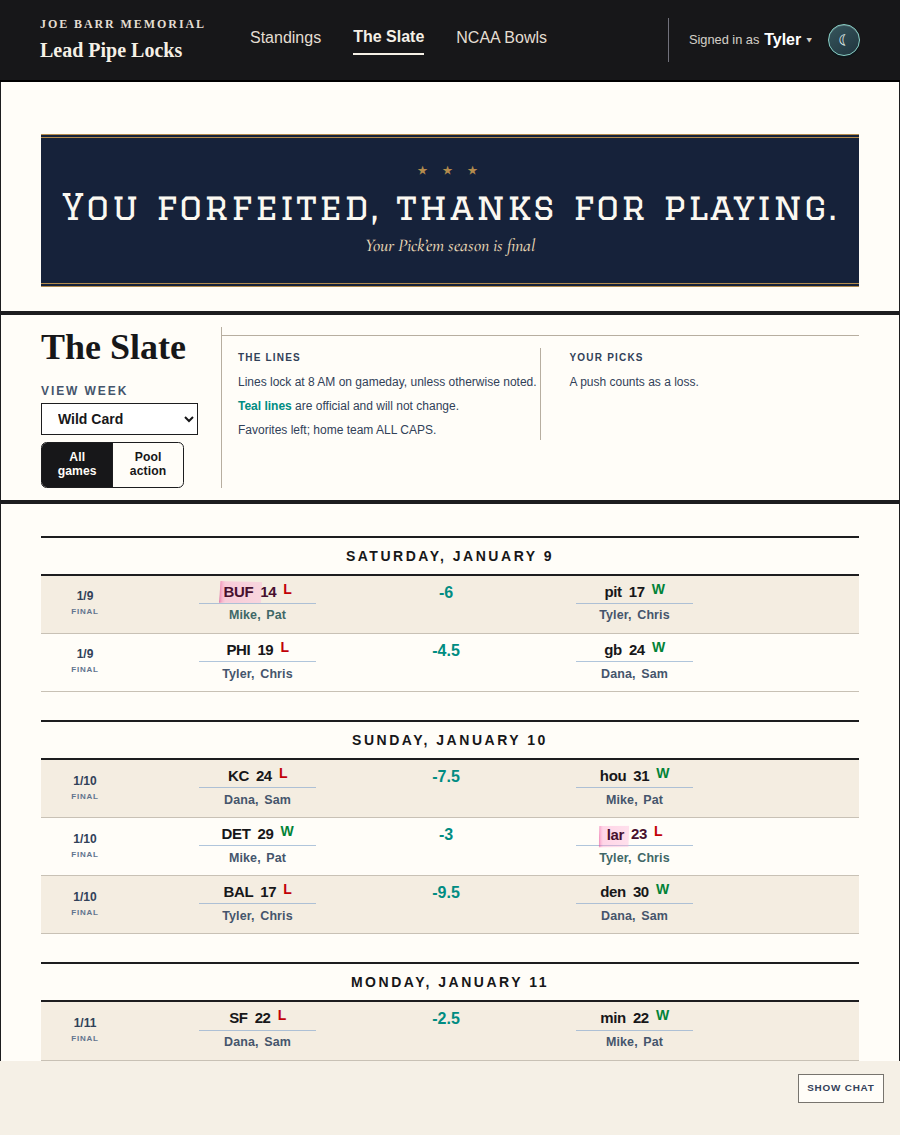 JOE BARR MEMORIAL
Lead Pipe Locks
Standings
The Slate
NCAA Bowls
Signed in as Tyler ▾
★ ★ ★
You forfeited, thanks for playing.
Your Pick'em season is final
The Slate
VIEW WEEK
Wild Card
All games
Pool action
THE LINES
Lines lock at 8 AM on gameday, unless otherwise noted.
Teal lines are official and will not change.
Favorites left; home team ALL CAPS.
YOUR PICKS
A push counts as a loss.
SATURDAY, JANUARY 9
1/9 FINAL BUF 14 L -6 pit 17 W
Mike, Pat Tyler, Chris
1/9 FINAL PHI 19 L -4.5 gb 24 W
Tyler, Chris Dana, Sam
SUNDAY, JANUARY 10
1/10 FINAL KC 24 L -7.5 hou 31 W
Dana, Sam Mike, Pat
1/10 FINAL DET 29 W -3 lar 23 L
Mike, Pat Tyler, Chris
1/10 FINAL BAL 17 L -9.5 den 30 W
Tyler, Chris Dana, Sam
MONDAY, JANUARY 11
1/11 FINAL SF 22 L -2.5 min 22 W
Dana, Sam Mike, Pat
SHOW CHAT